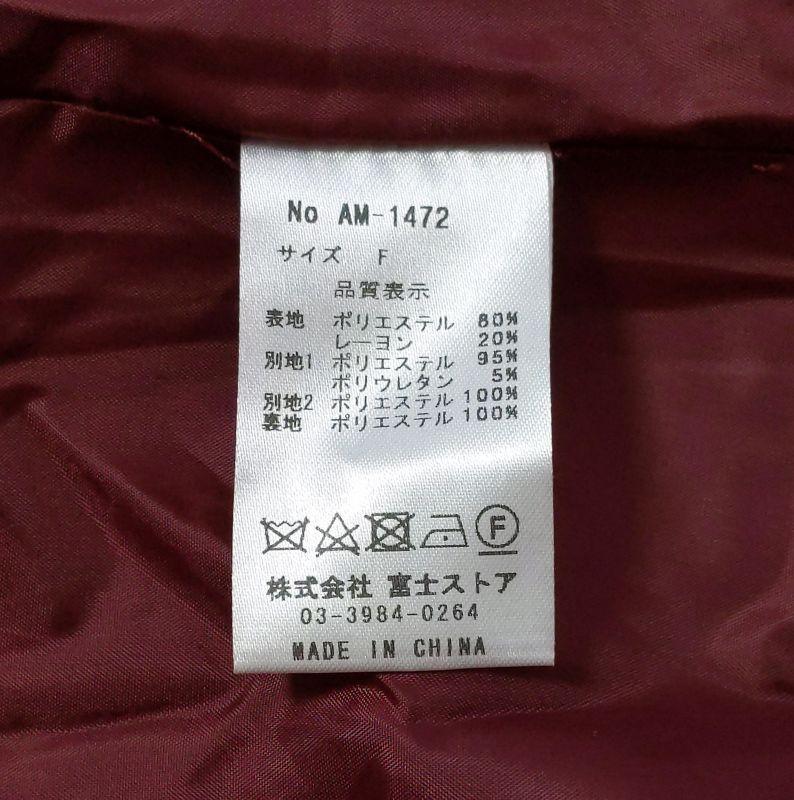 No AM-1472
サイズ F
品質表示
表地 ポリエステル 80%
レーヨン 20%
別地1 ポリエステル 95%
ポリウレタン 5%
別地2 ポリエステル 100%
裏地 ポリエステル 100%
F
株式会社 富士ストア
03-3984-0264
MADE IN CHINA